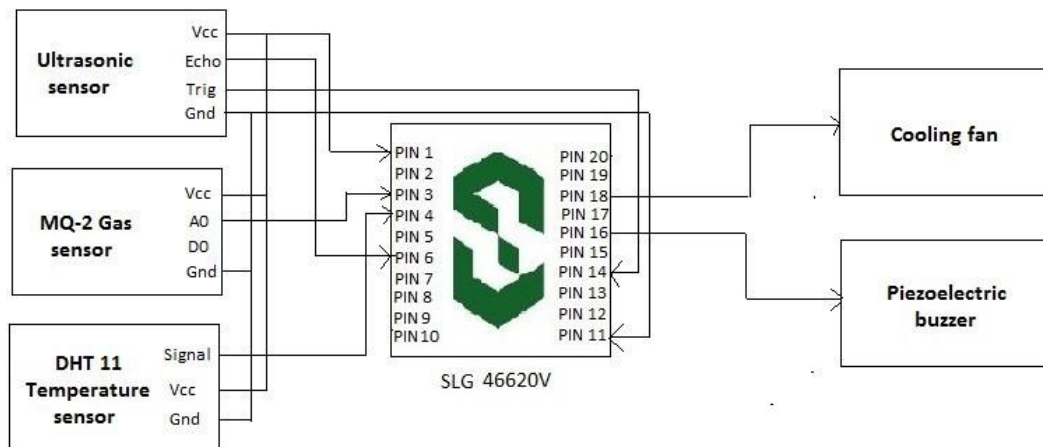 Ultrasonic
sensor
Vcc
Echo
Trig
Gnd
MQ-2 Gas
sensor
Vcc
A0
D0
Gnd
DHT 11
Temperature
sensor
Signal
Vcc
Gnd
PIN 1
PIN 2
PIN 3
PIN 4
PIN 5
PIN 6
PIN 7
PIN 8
PIN 9
PIN 10
PIN 20
PIN 19
PIN 18
PIN 17
PIN 16
PIN 15
PIN 14
PIN 13
PIN 12
PIN 11
SLG 46620V
Cooling fan
Piezoelectric
buzzer